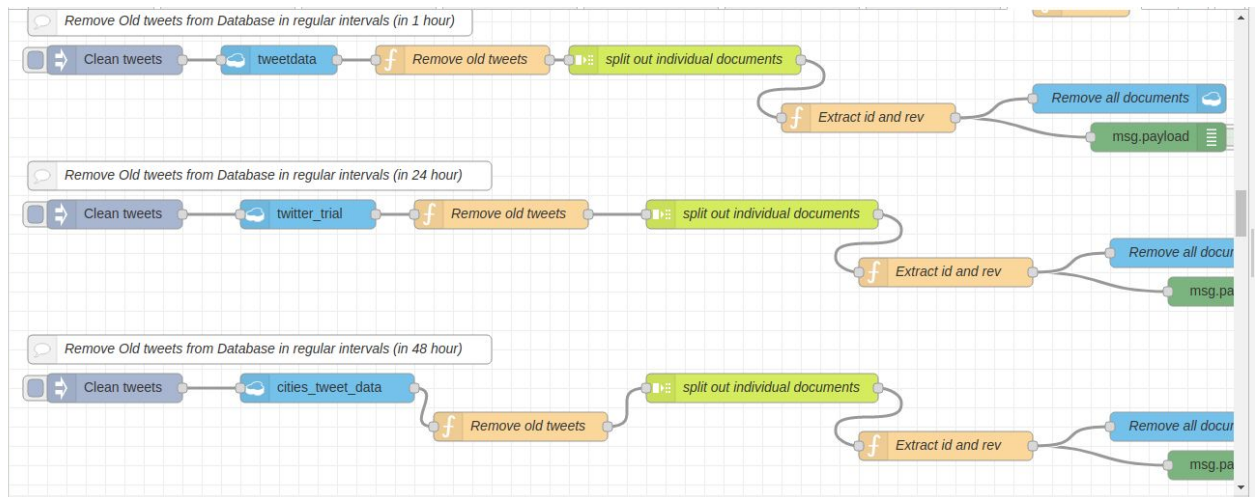 Remove Old tweets from Database in regular intervals (in 1 hour)
Clean tweets
tweetdata
Remove old tweets
split out individual documents
Extract id and rev
Remove all documents
msg.payload
Remove Old tweets from Database in regular intervals (in 24 hour)
Clean tweets
twitter_trial
Remove old tweets
split out individual documents
Extract id and rev
Remove all docur
msg.pa
Remove Old tweets from Database in regular intervals (in 48 hour)
Clean tweets
cities_tweet_data
split out individual documents
Remove old tweets
Extract id and rev
Remove all docur
msg.pa